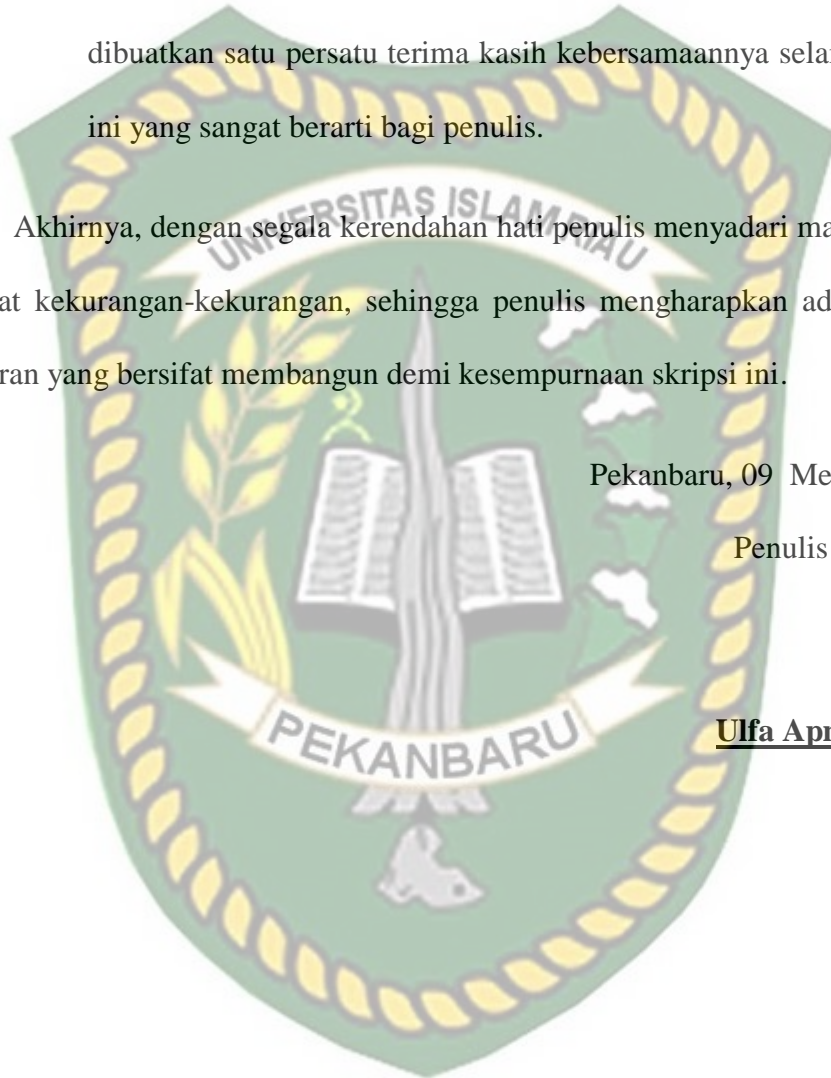 dibuatkan satu persatu terima kasih kebersamaannya selar
ini yang sangat berarti bagi penulis.
UNIVERSITAS ISLAM RIAU
Akhirnya, dengan segala kerendahan hati penulis menyadari ma
at kekurangan-kekurangan, sehingga penulis mengharapkan ad
ran yang bersifat membangun demi kesempurnaan skripsi ini.
Pekanbaru, 09 Me
Penulis
PEKANBARU
Ulfa Apr